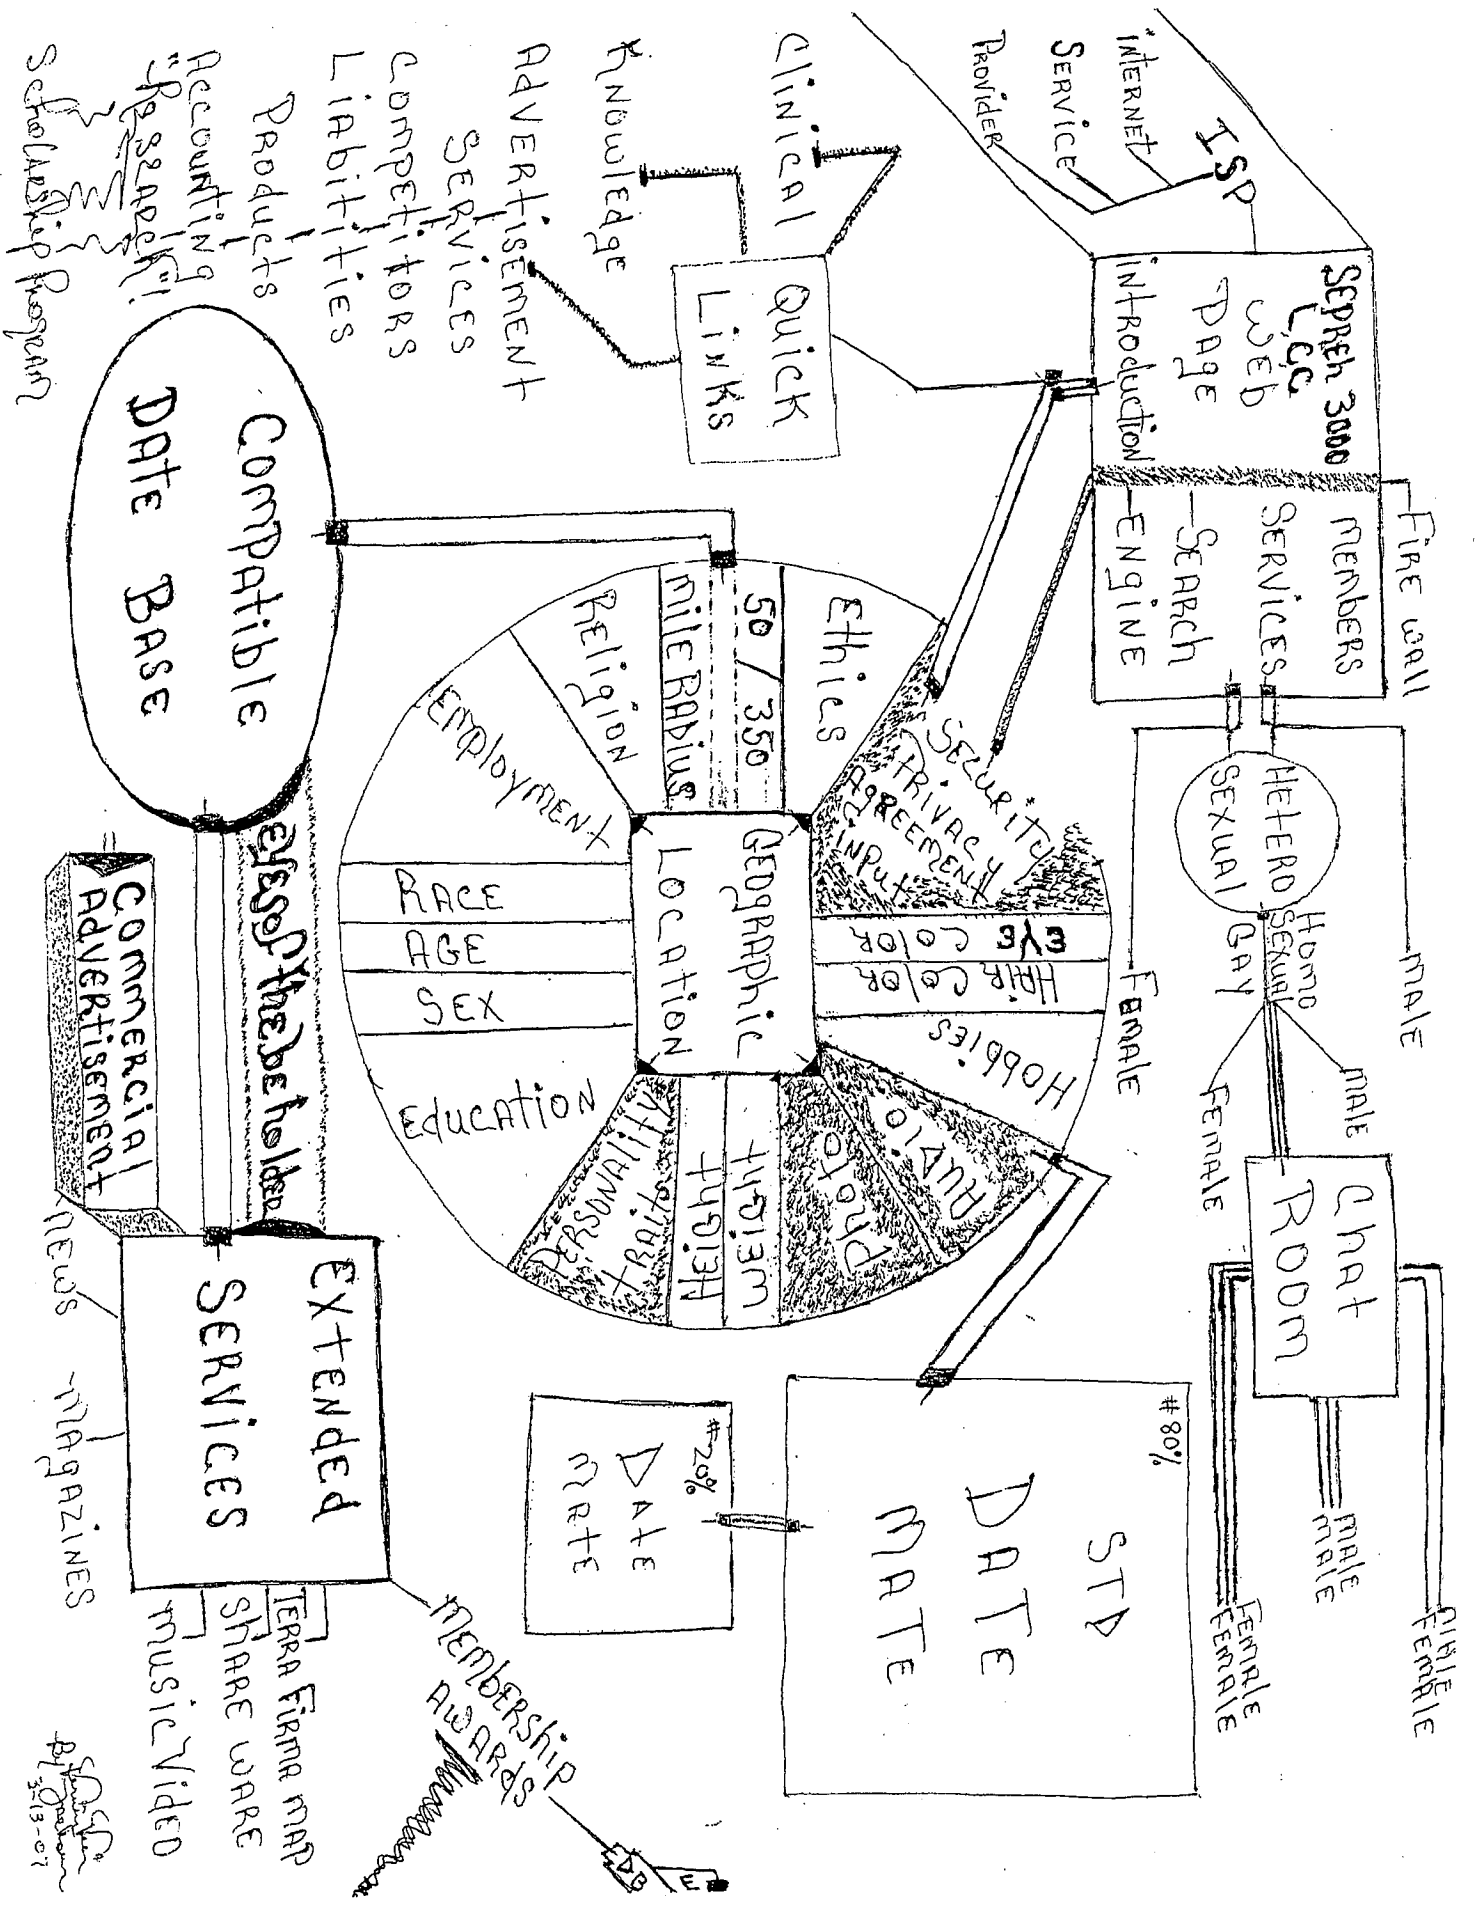 ISP
INTERNET
SERVICE
PROVIDER
SEPREh 3000
L.C.C
WEb
PAgE
INtROduction
FiRE WAll
MEMbERS
SERViCES
SEARCh
ENgiNE
MAlE
FEMAlE
HEtERO
SEXUAl
HOMO
SEXUAl
GAY
MAlE
FEMAlE
ChAt
ROOM
MAlE
FEMAlE
MAlE
MAlE
FEMAlE
FEMAlE
QUiCK
LiNKS
CliNiCAl
KNOWlEdgE
AdVERtiSEMENt
SERViCES
COMPEtitORS
LiAbilitiES
PROduCtS
ACCOUNtiNg
"RESEARCh"!
SChOlARShip PROgRAM
GEOgRAPhiC
LOCAtiON
SECURitY
PRiVACY
AgREEMENt
iNPut
EYE COlOR
HAiR COlOR
HObbiES
AUdiO
PhOtO
WEIGHt
HEigHt
PERSONAlitY
tRAitS
EduCAtiON
SEX
AGE
RACE
EMPlOYMENt
REligiON
50 / 350
MilE RAdiuS
EthiCS
#80%
STD
DATE
MATE
#20%
DAtE
MAtE
COMPAtiblE
DAtE BASE
EYES Of ThE bE hOldER
COMMERCiAl
AdVERtiSEMENt
EXtENdEd
SERViCES
NEWS
MAgAZiNES
TERRA FiRMA MAP
ShARE WARE
MUSiC VidEO
MEMbERShip
AWARdS
By
3-13-07